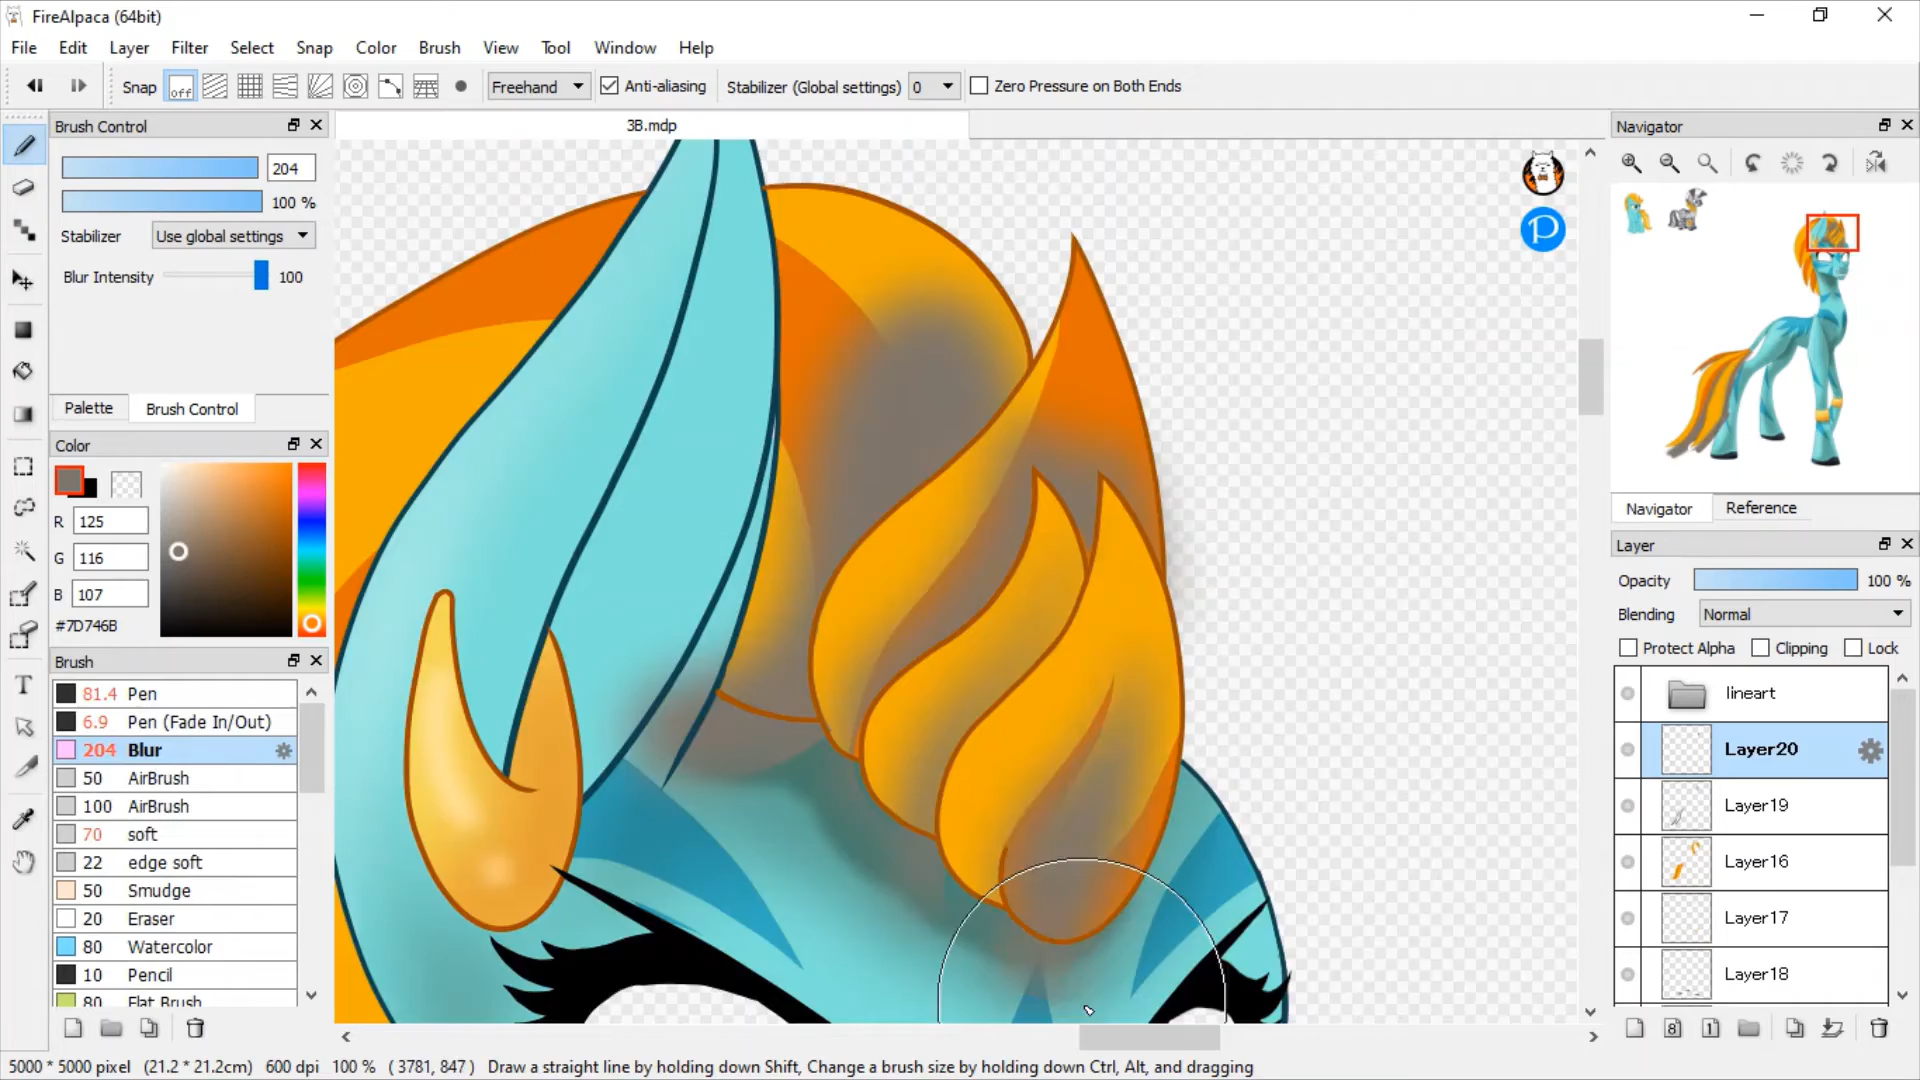 FireAlpaca (64bit)
File Edit Layer Filter Select Snap Color Brush View Tool Window Help
Snap off Freehand Anti-aliasing Stabilizer (Global settings) 0 Zero Pressure on Both Ends
Brush Control
3B.mdp
Navigator
204
100 %
Stabilizer Use global settings
Blur Intensity 100
Palette Brush Control
Color
R 125
G 116
B 107
#7D746B
Navigator Reference
Layer
Opacity 100 %
Blending Normal
Protect Alpha Clipping Lock
Brush
81.4 Pen
6.9 Pen (Fade In/Out)
204 Blur
50 AirBrush
100 AirBrush
70 soft
22 edge soft
50 Smudge
20 Eraser
80 Watercolor
10 Pencil
80 Flat Brush
lineart
Layer20
Layer19
Layer16
Layer17
Layer18
5000 * 5000 pixel (21.2 * 21.2cm) 600 dpi 100 % ( 3781, 847 ) Draw a straight line by holding down Shift, Change a brush size by holding down Ctrl, Alt, and dragging